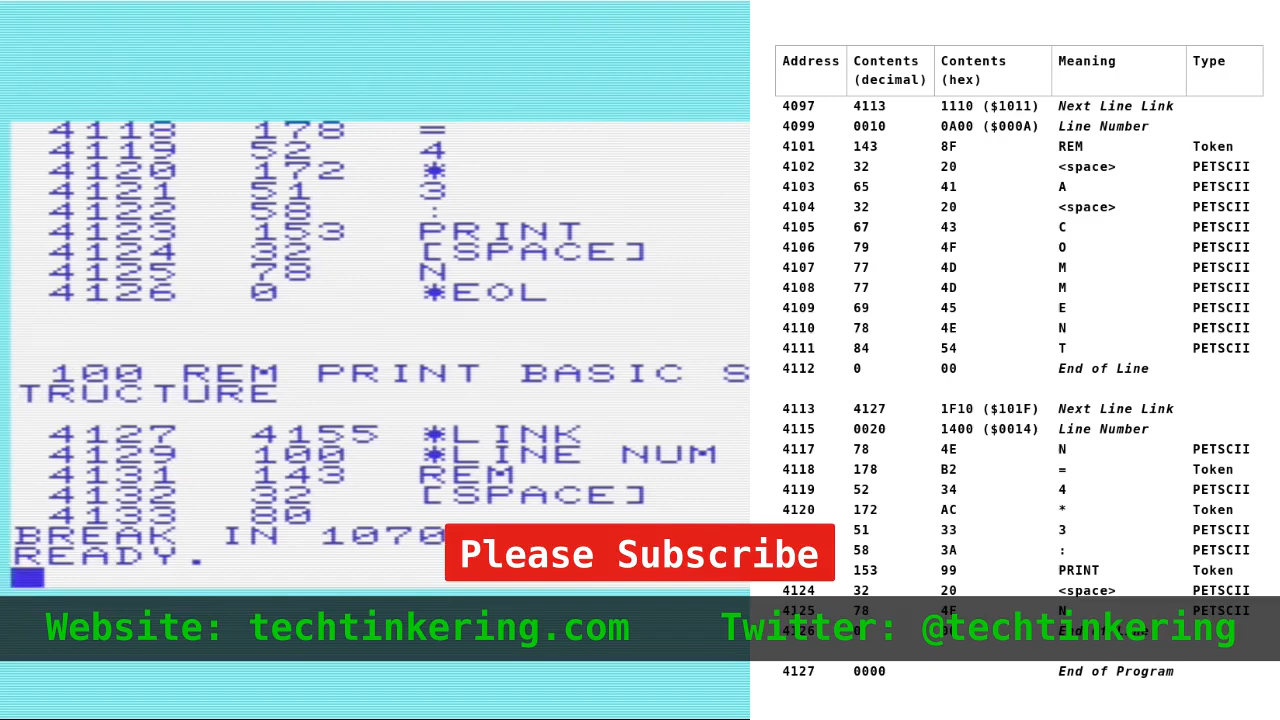 4118 178 =
4119 52 4
4120 172 *
4121 51 3
4122 58 :
4123 153 PRINT
4124 32 [SPACE]
4125 78 N
4126 0 *EOL
100 REM PRINT BASIC S
TRUCTURE
4127 4155 *LINK
4129 100 *LINE NUM
4131 143 REM
4132 32 [SPACE]
4133 80
BREAK IN 1070
READY.
Address Contents (decimal) Contents (hex) Meaning Type
4097 4113 1110 ($1011) Next Line Link
4099 0010 0A00 ($000A) Line Number
4101 143 8F REM Token
4102 32 20 <space> PETSCII
4103 65 41 A PETSCII
4104 32 20 <space> PETSCII
4105 67 43 C PETSCII
4106 79 4F O PETSCII
4107 77 4D M PETSCII
4108 77 4D M PETSCII
4109 69 45 E PETSCII
4110 78 4E N PETSCII
4111 84 54 T PETSCII
4112 0 00 End of Line
4113 4127 1F10 ($101F) Next Line Link
4115 0020 1400 ($0014) Line Number
4117 78 4E N PETSCII
4118 178 B2 = Token
4119 52 34 4 PETSCII
4120 172 AC * Token
51 33 3 PETSCII
58 3A : PETSCII
153 99 PRINT Token
4124 32 20 <space> PETSCII
4125 78 4E N PETSCII
4126 0 End of Line
4127 0000 End of Program
Please Subscribe
Website: techtinkering.com Twitter: @techtinkering